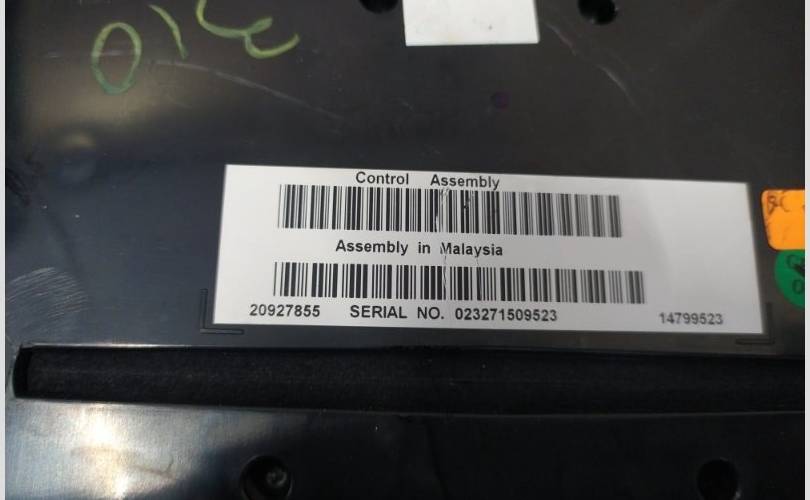 Control Assembly
Assembly in Malaysia
20927855 SERIAL NO. 023271509523 14799523